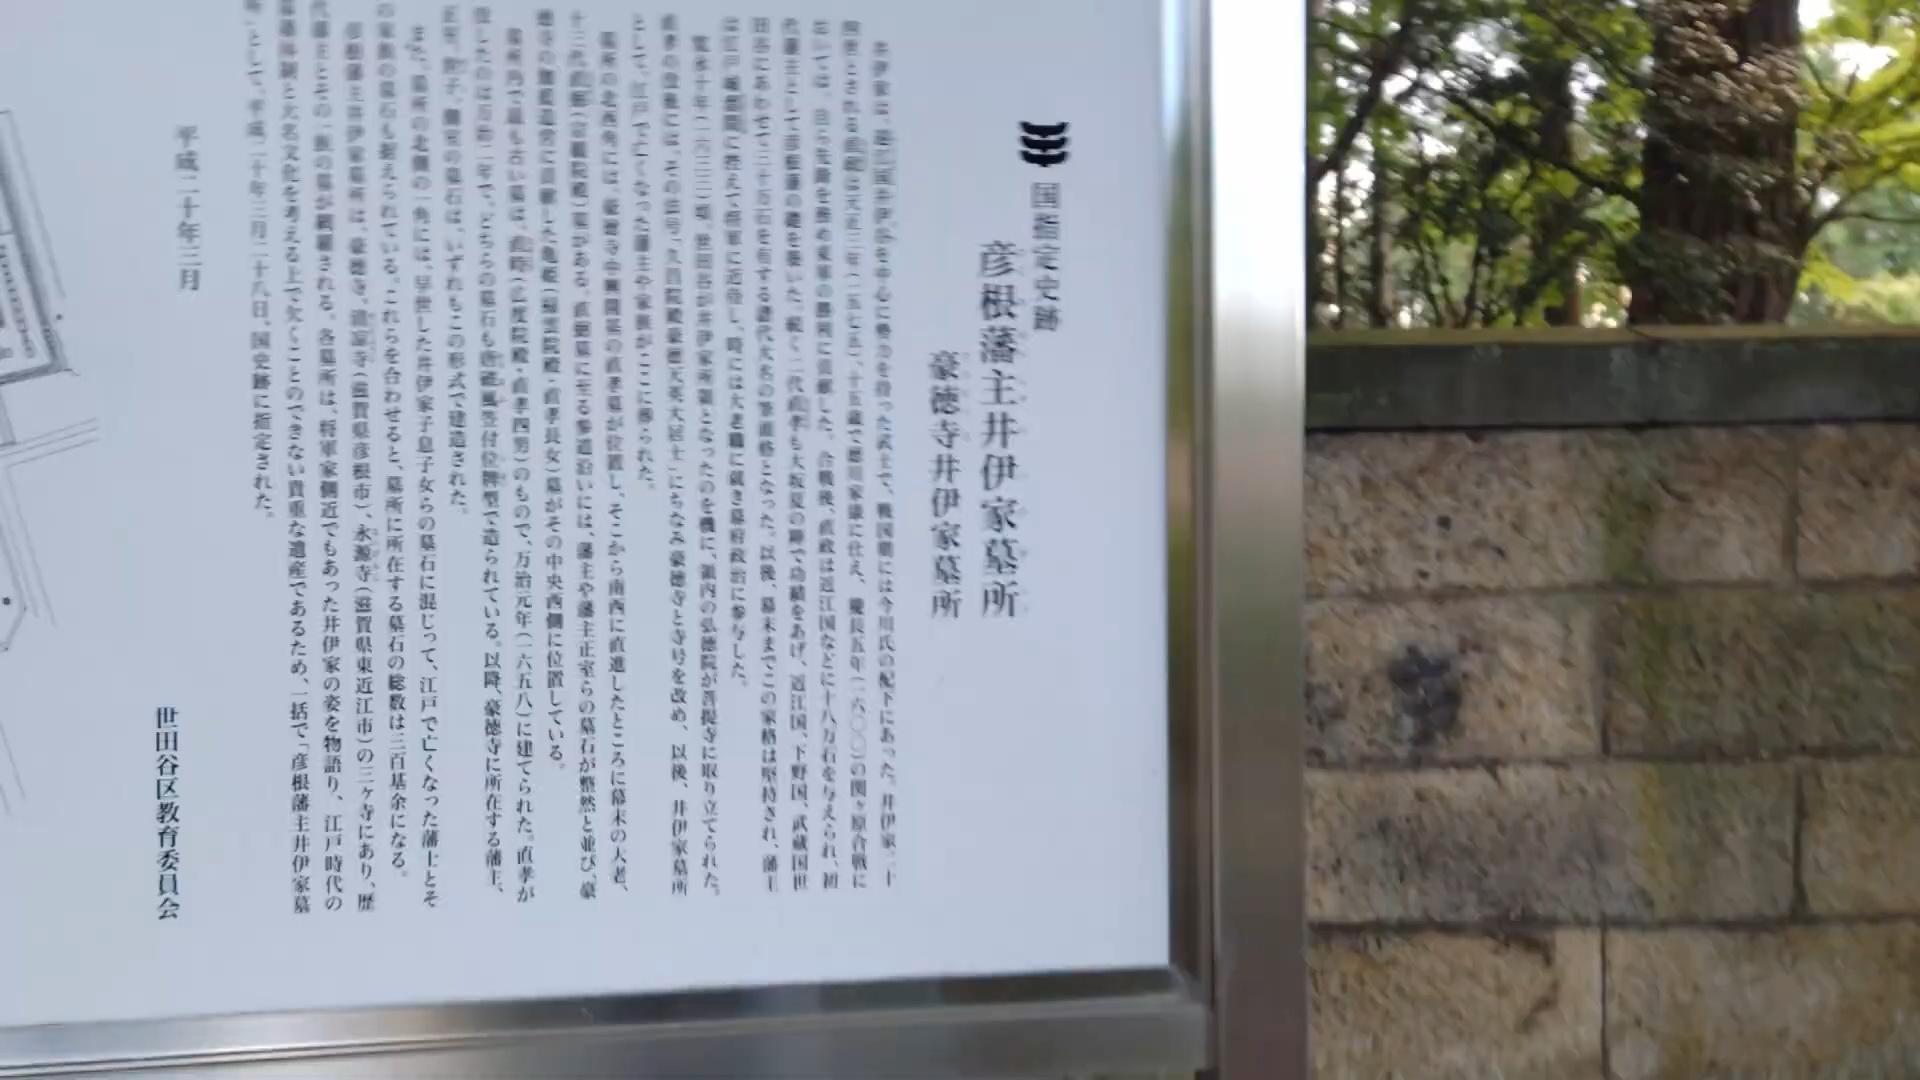 国指定史跡
彦根藩主井伊家墓所
豪徳寺井伊家墓所
井伊家は、遠江国井伊谷を中心に勢力を持った武士で、戦国期には今川氏の配下にあった。井伊家二十
四世とされる直政は天正三年(一五七五)、十五歳で徳川家康に仕え、慶長五年(一六〇〇)の関ヶ原合戦に
おいては、自ら先鋒を務め東軍の勝利に貢献した。合戦後、直政は近江国などに十八万石を与えられ、初
代藩主として彦根藩の礎を築いた。続く二代直孝も大坂夏の陣で功績をあげ、近江国、下野国、武蔵国世
田谷にあわせて三十万石を有する譜代大名の筆頭格となった。以後、幕末までこの家格は堅持され、藩主
は江戸城溜間に控えて将軍に近侍し、時には大老職に就き幕府政治に参与した。
寛永十年(一六三三)頃、世田谷が井伊家所領となったのを機に、領内の弘徳院が菩提寺に取り立てられた。
直孝の没後には、その法号「久昌院殿豪徳天英大居士」にちなみ豪徳寺と寺号を改め、以後、井伊家墓所
として、江戸で亡くなった藩主や家族がここに葬られた。
墓所の北西角には、豪徳寺中興開基の直孝墓が位置し、そこから南西に直進したところに幕末の大老、
十三代直弼(宗観院殿)墓がある。直弼墓に至る参道沿いには、藩主や藩主正室らの墓石が整然と並び、豪
徳寺の伽藍造営に貢献した亀姫(掃雲院殿・直孝長女)墓がその中央西側に位置している。
墓所内で最も古い墓は、直時(広度院殿・直孝四男)のもので、万治元年(一六五八)に建てられた。直孝が
没したのは万治二年で、どちらの墓石も唐破風笠付位牌型で造られている。以降、豪徳寺に所在する藩主、
正室、世子、側室の墓石は、いずれもこの形式で建造された。
また、墓所の北側の一角には、早世した井伊家子息子女らの墓石に混じって、江戸で亡くなった藩士とそ
の家族の墓石も据えられている。これらを合わせると、墓所に所在する墓石の総数は三百基余になる。
彦根藩主井伊家墓所は、豪徳寺、清凉寺(滋賀県彦根市)、永源寺(滋賀県東近江市)の三ヶ寺にあり、歴
代藩主とその一族の墓が網羅される。各墓所は、将軍家側近でもあった井伊家の姿を物語り、江戸時代の
幕藩体制と大名文化を考える上で欠くことのできない貴重な遺産であるため、一括で「彦根藩主井伊家墓
所」として、平成二十年三月二十八日、国史跡に指定された。
平成二十年三月
世田谷区教育委員会